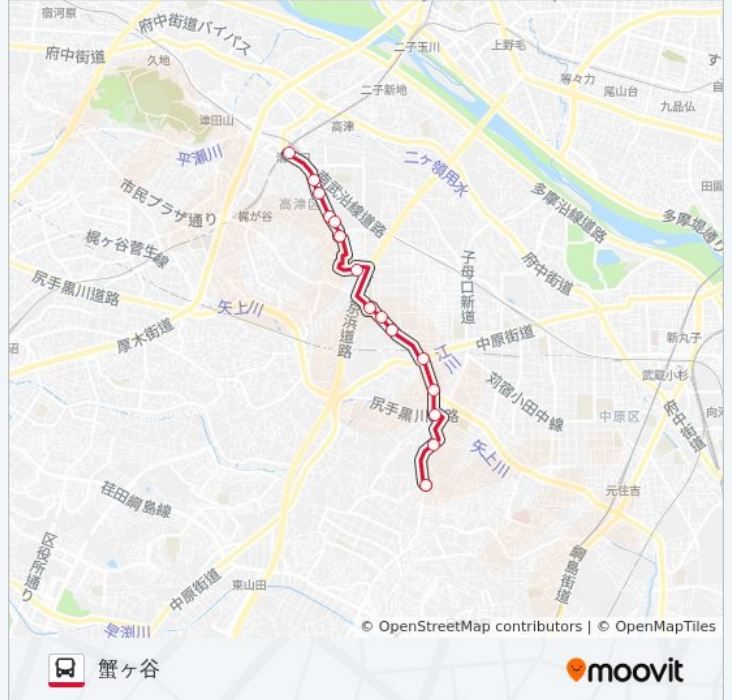 宿河原
府中街道バイパス
二子玉川
上野毛
府中街道
久地
等々力
尾山台
二子新地
九品仏
津田山
高津
平瀬川
二ヶ領用水
南武沿線道路
市民プラザ通り
高津区
多摩沿線道路
梶が谷
多摩堤通り
梶ヶ谷菅生線
子母口新道
府中街道
尻手黒川道路
矢上川
京浜道路
厚木街道
中原街道
新丸子
江川
武蔵小杉
苅宿小田中線
尻手黒川
路
中原区
府中街道
矢上川
荏田綱島線
元住吉
区役所通り
綱島街道
中原街道
東山田
早渕川
© OpenStreetMap contributors | © OpenMapTiles
蟹ヶ谷
moovit